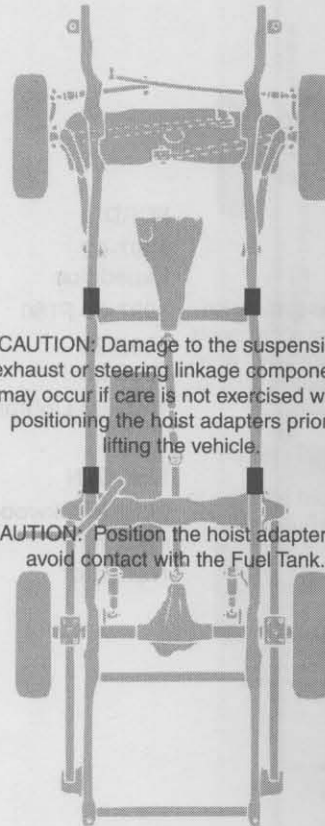 CAUTION: Damage to the suspensi
exhaust or steering linkage compone
may occur if care is not exercised w
positioning the hoist adapters prior
lifting the vehicle.
AUTION: Position the hoist adapter
avoid contact with the Fuel Tank.